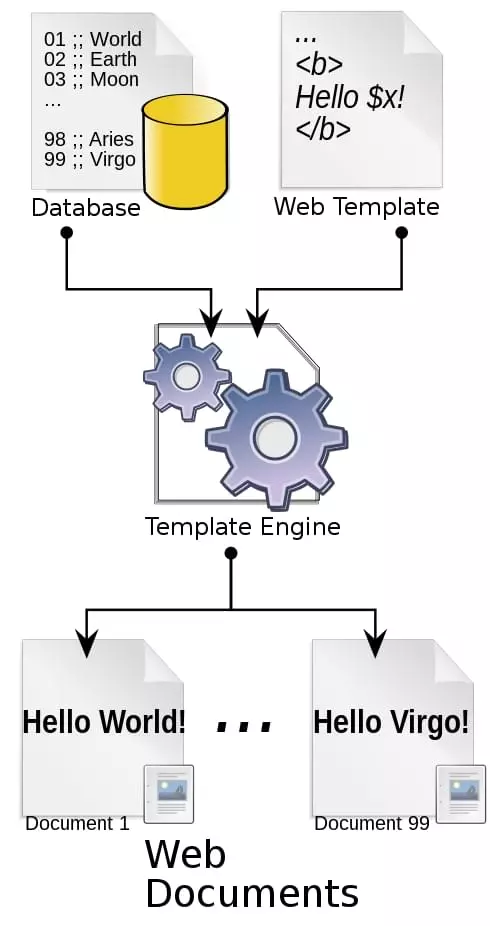 01 ;; World
02 ;; Earth
03 ;; Moon
...
98 ;; Aries
99 ;; Virgo
Database
...
<b>
Hello $x!
</b>
Web Template
Template Engine
Hello World!
...
Hello Virgo!
Document 1
Document 99
Web
Documents